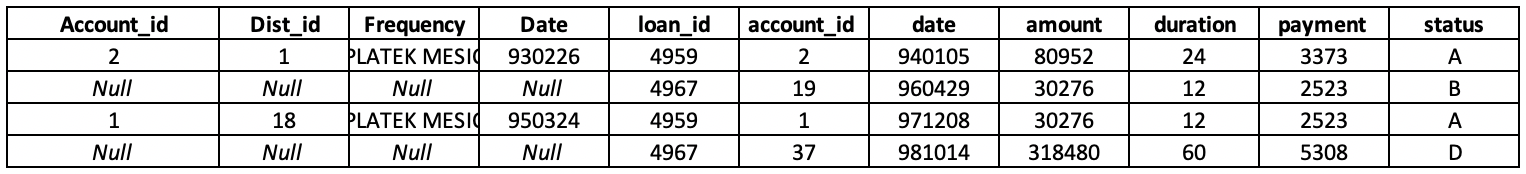 Account_id Dist_id Frequency Date loan_id account_id date amount duration payment status
2 1 PLATEK MESIC 930226 4959 2 940105 80952 24 3373 A
Null Null Null Null 4967 19 960429 30276 12 2523 B
1 18 PLATEK MESIC 950324 4959 1 971208 30276 12 2523 A
Null Null Null Null 4967 37 981014 318480 60 5308 D